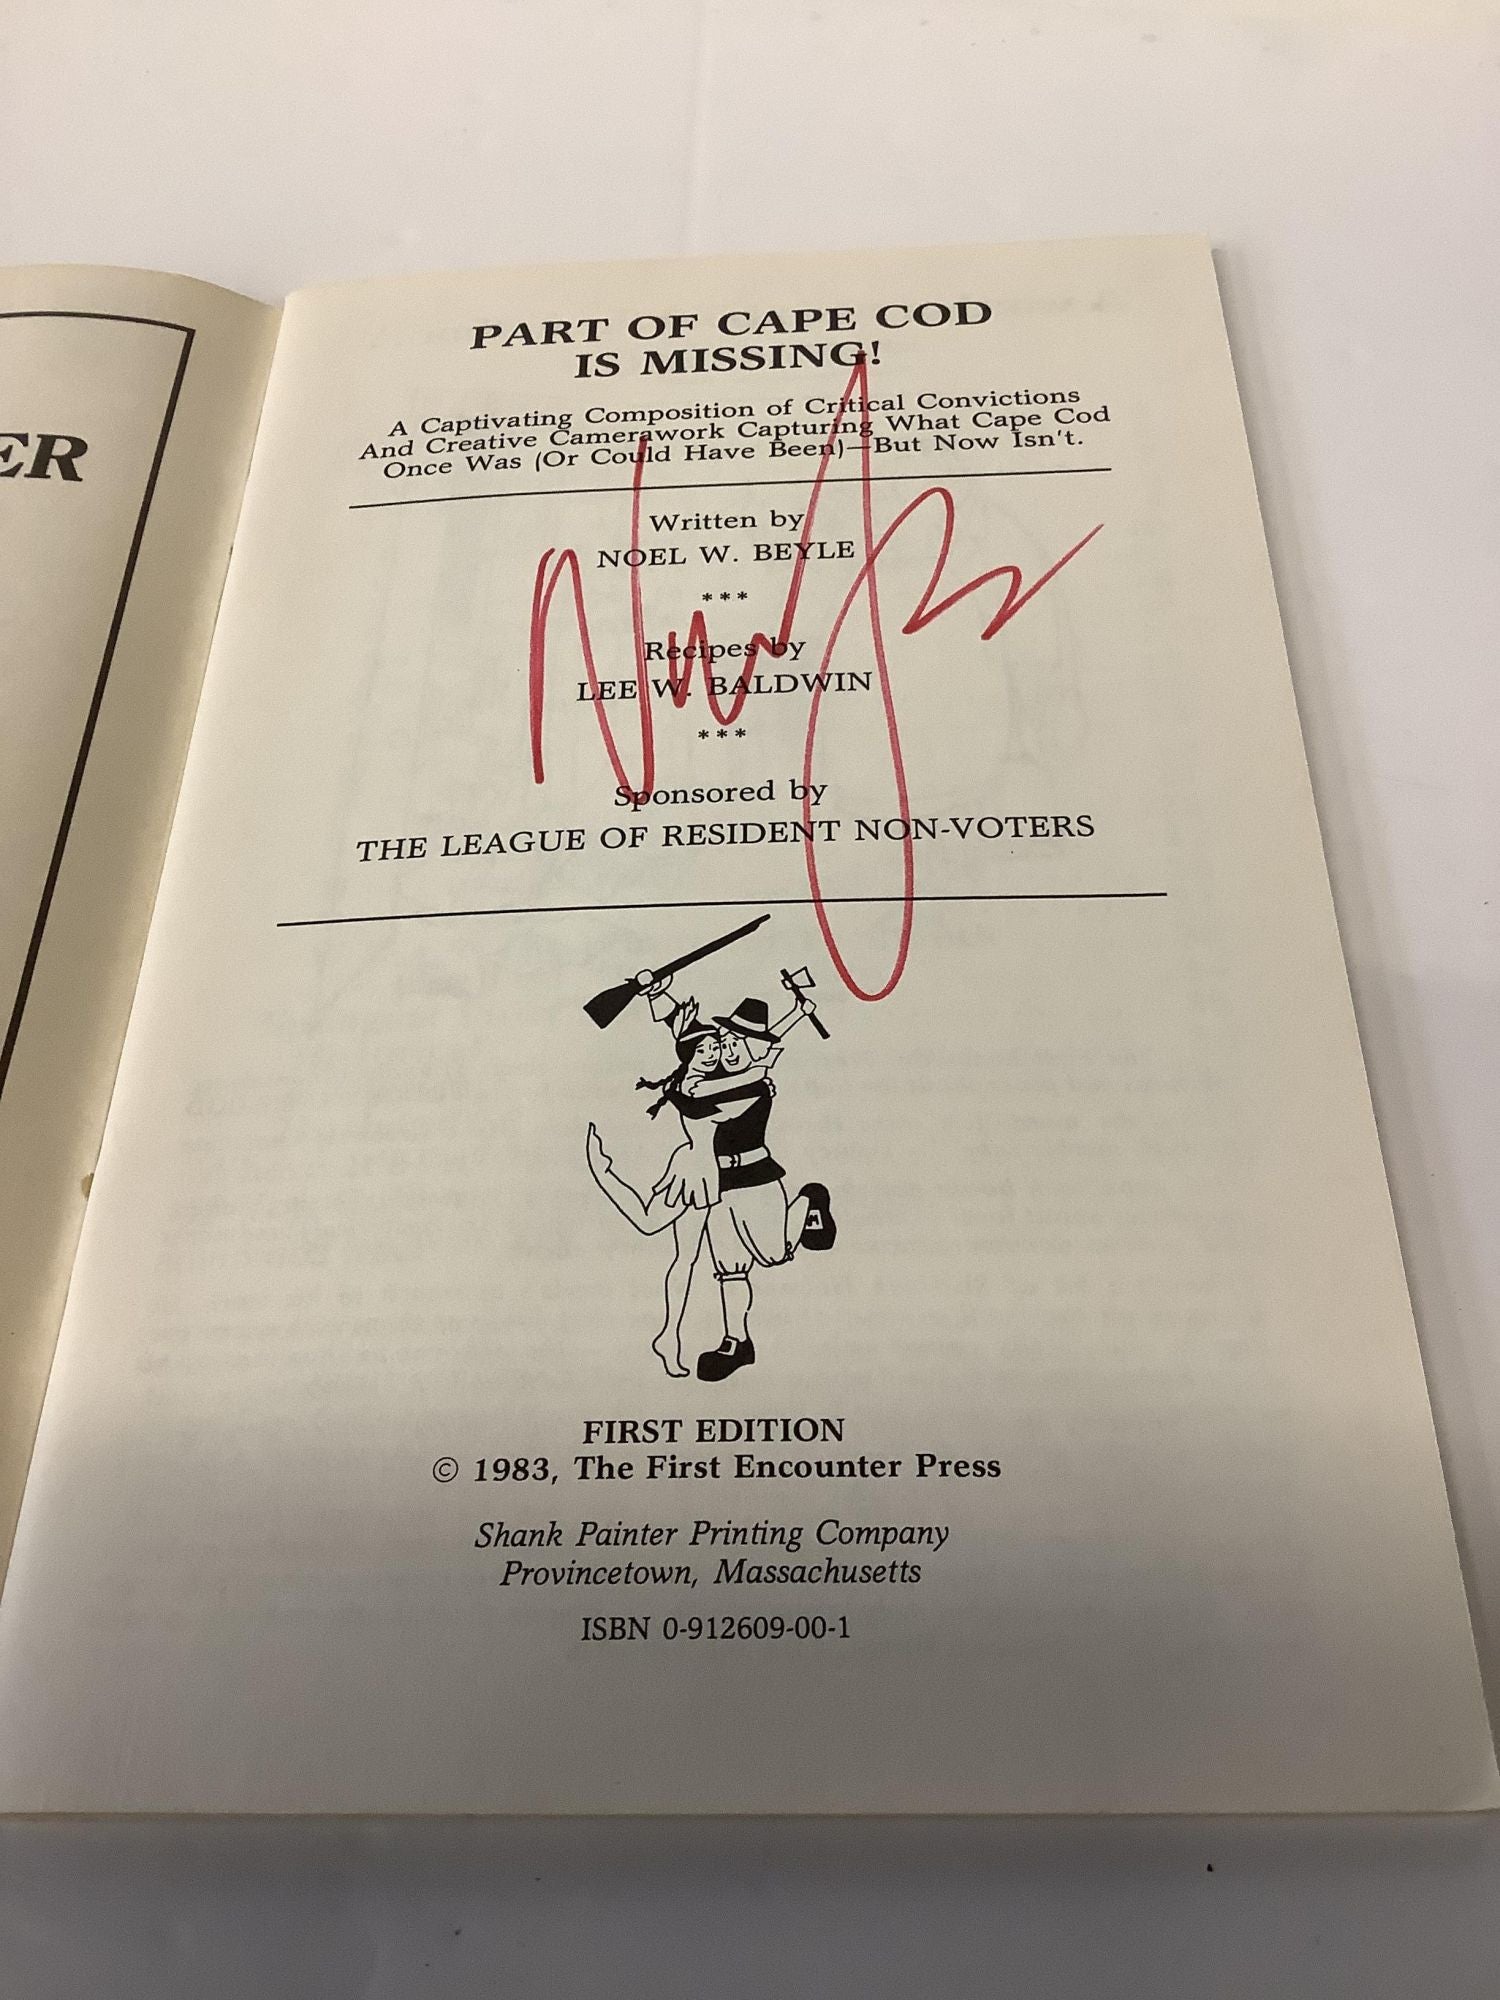 ER
PART OF CAPE COD
IS MISSING!
A Captivating Composition of Critical Convictions
And Creative Camerawork Capturing What Cape Cod
Once Was (Or Could Have Been)—But Now Isn't.
Written by
NOEL W. BEYLE
***
Recipes by
LEE W. BALDWIN
***
Sponsored by
THE LEAGUE OF RESIDENT NON-VOTERS
M
FIRST EDITION
© 1983, The First Encounter Press
Shank Painter Printing Company
Provincetown, Massachusetts
ISBN 0-912609-00-1